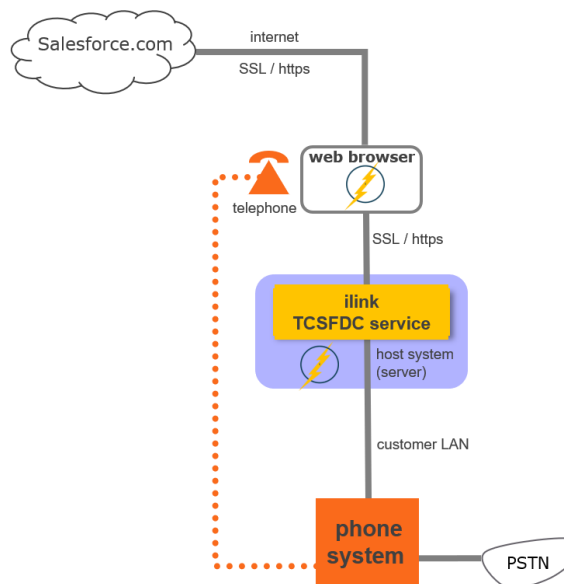 Salesforce.com
internet
SSL / https
web browser
telephone
SSL / https
ilink
TCSFDC service
host system
(server)
customer LAN
phone
system
PSTN